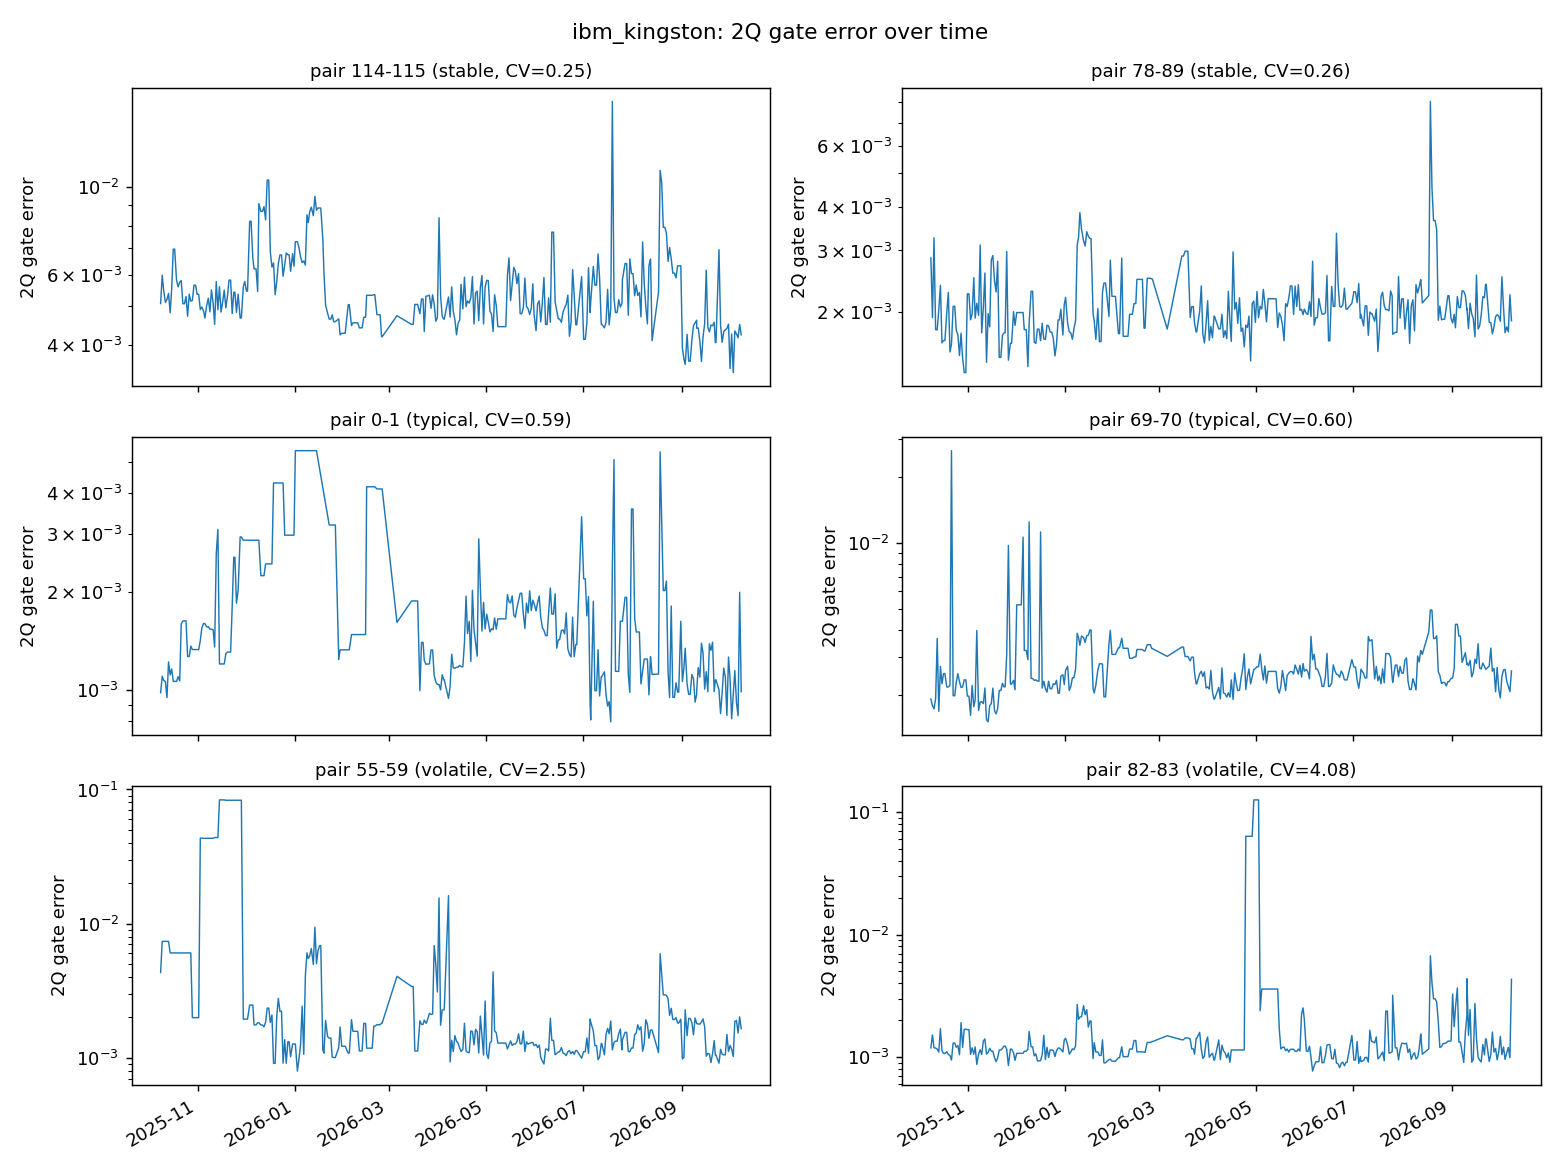 ibm_kingston: 2Q gate error over time
pair 114-115 (stable, CV=0.25)
2Q gate error
10⁻²
6 × 10⁻³
4 × 10⁻³
pair 78-89 (stable, CV=0.26)
2Q gate error
6 × 10⁻³
4 × 10⁻³
3 × 10⁻³
2 × 10⁻³
pair 0-1 (typical, CV=0.59)
2Q gate error
4 × 10⁻³
3 × 10⁻³
2 × 10⁻³
10⁻³
pair 69-70 (typical, CV=0.60)
2Q gate error
10⁻²
pair 55-59 (volatile, CV=2.55)
2Q gate error
10⁻¹
10⁻²
10⁻³
2025-11
2026-01
2026-03
2026-05
2026-07
2026-09
pair 82-83 (volatile, CV=4.08)
2Q gate error
10⁻¹
10⁻²
10⁻³
2025-11
2026-01
2026-03
2026-05
2026-07
2026-09